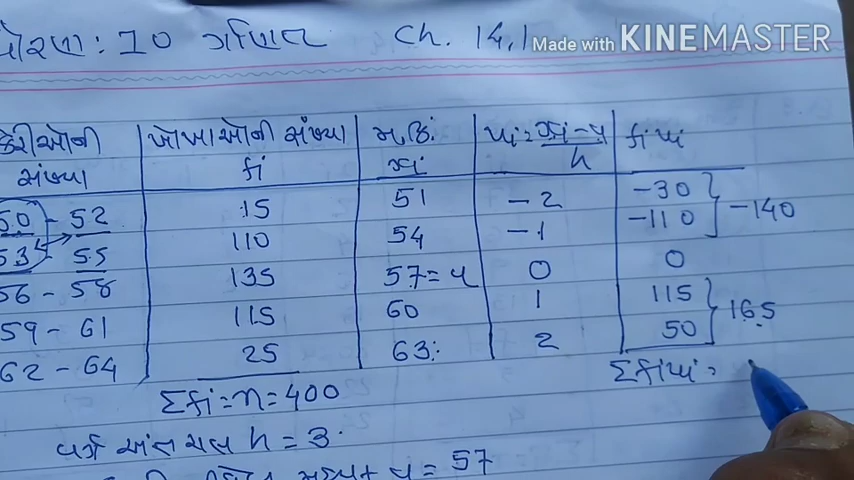 ધોરણ : 10 ગણિત Ch. 14.1
Made with KINEMASTER
કેરીઓની સંખ્યા ખોખાઓની સંખ્યા fi મ.કિં. xi ui = xi - a / h fiui
50 - 52 15 51 -2 -30
53 - 55 110 54 -1 -110 -140
56 - 58 135 57 = a 0 0
59 - 61 115 60 1 115
62 - 64 25 63 2 50 165
Σfi = n = 400 Σfiui =
વર્ગ અંતરાલ h = 3
a = 57